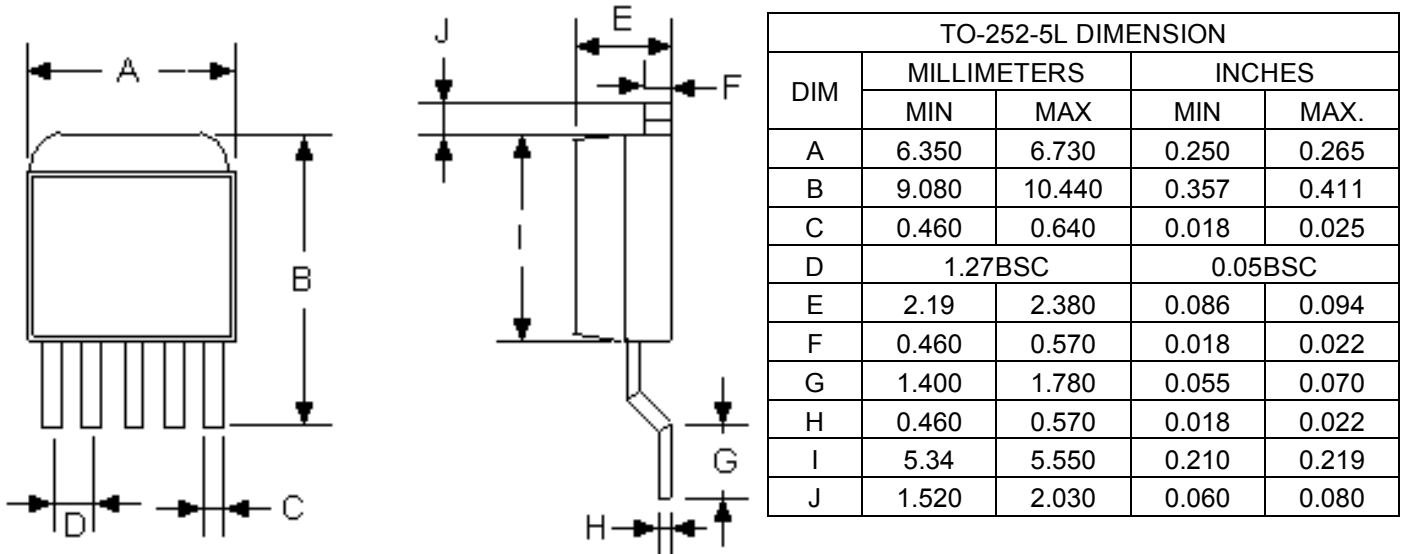 A
B
C
D
E
F
G
H
I
J
TO-252-5L DIMENSION
DIM MILLIMETERS INCHES
MIN MAX MIN MAX.
A 6.350 6.730 0.250 0.265
B 9.080 10.440 0.357 0.411
C 0.460 0.640 0.018 0.025
D 1.27BSC 0.05BSC
E 2.19 2.380 0.086 0.094
F 0.460 0.570 0.018 0.022
G 1.400 1.780 0.055 0.070
H 0.460 0.570 0.018 0.022
I 5.34 5.550 0.210 0.219
J 1.520 2.030 0.060 0.080